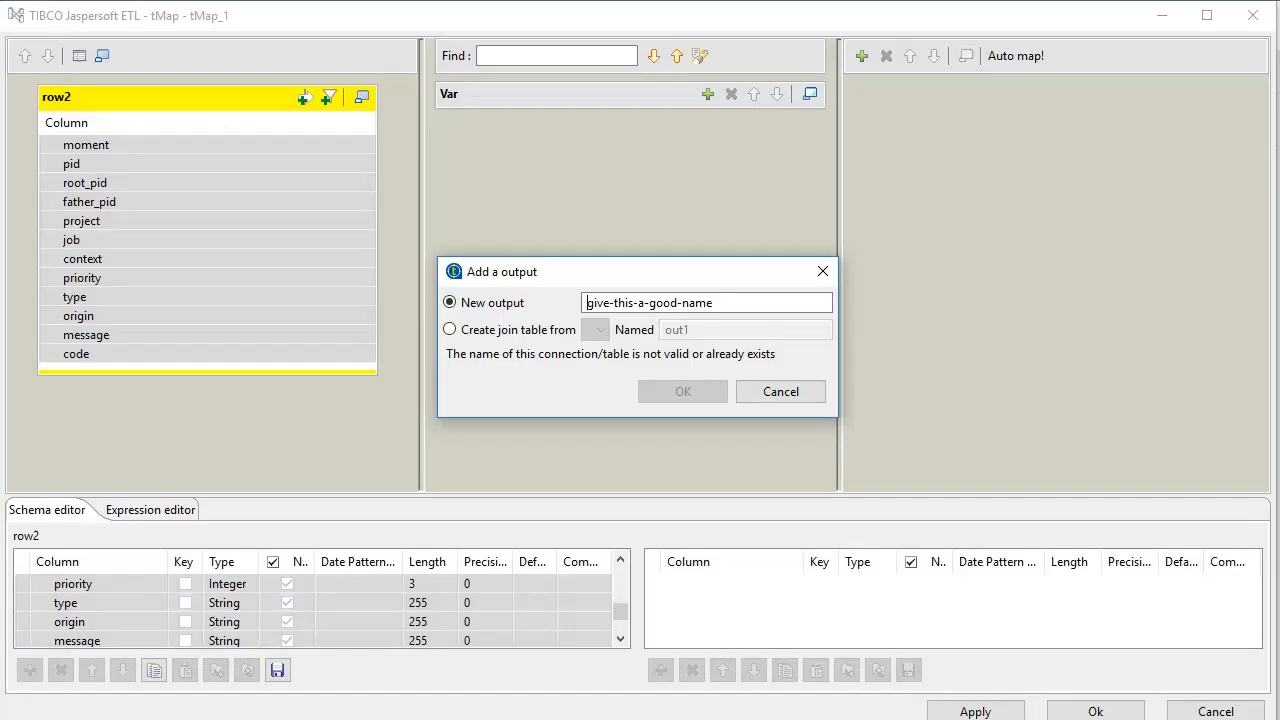 TIBCO Jaspersoft ETL - tMap - tMap_1
Find :
Auto map!
row2
Column
moment
pid
root_pid
father_pid
project
job
context
priority
type
origin
message
code
Var
Add a output
New output give-this-a-good-name
Create join table from Named out1
The name of this connection/table is not valid or already exists
OK Cancel
Schema editor Expression editor
row2
Column Key Type N.. Date Pattern... Length Precisi... Def... Com...
priority Integer 3 0
type String 255 0
origin String 255 0
message String 255 0
Column Key Type N.. Date Pattern ... Length Precisi... Defa... Com...
Apply Ok Cancel